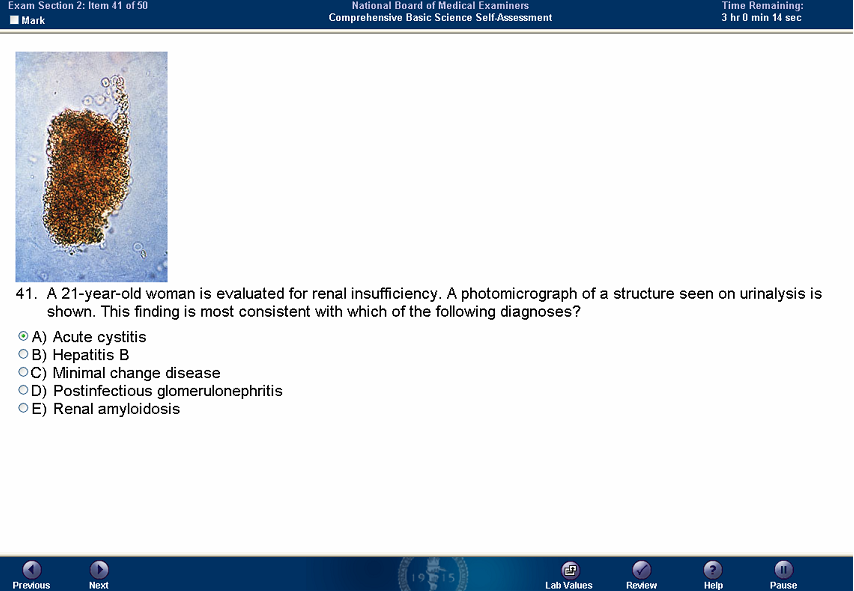 Exam Section 2: Item 41 of 50
National Board of Medical Examiners
Time Remaining:
Mark
Comprehensive Basic Science Self-Assessment
3 hr 0 min 14 sec
41. A 21-year-old woman is evaluated for renal insufficiency. A photomicrograph of a structure seen on urinalysis is
shown. This finding is most consistent with which of the following diagnoses?
A) Acute cystitis
B) Hepatitis B
C) Minimal change disease
D) Postinfectious glomerulonephritis
E) Renal amyloidosis
19 15
Previous
Next
Lab Values
Review
Help
Pause